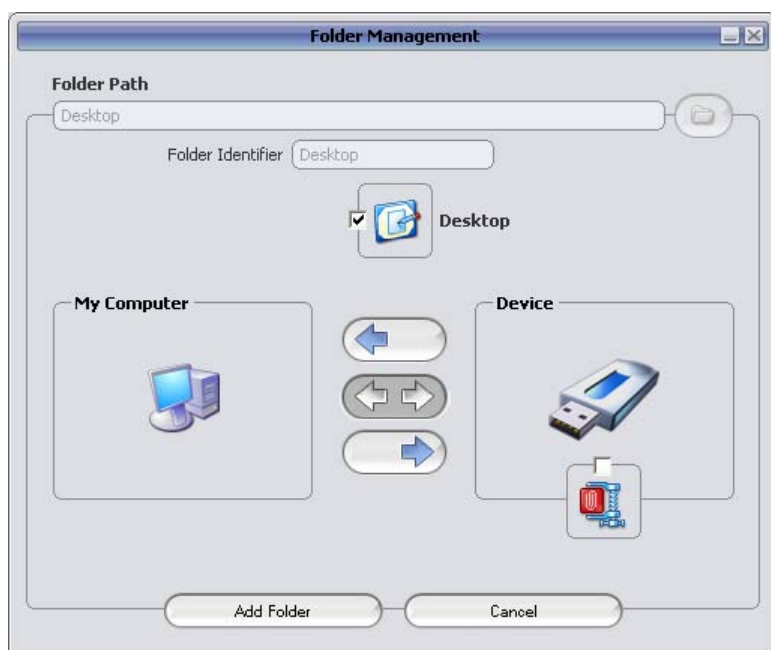 Folder Management
Folder Path
Desktop
Folder Identifier Desktop
Desktop
My Computer Device
Add Folder Cancel